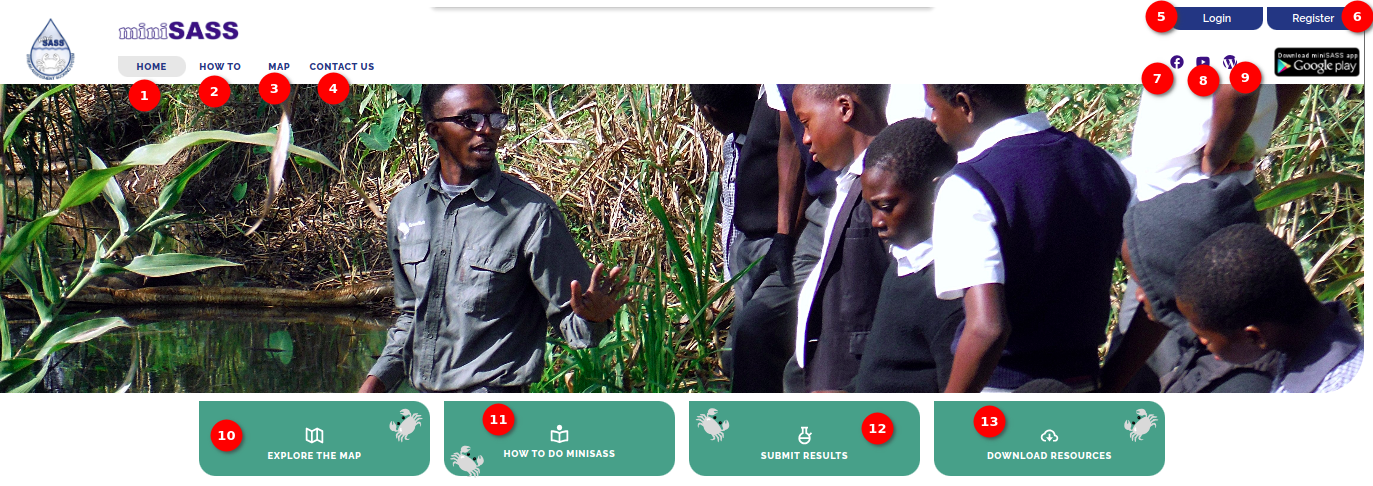 SASS
miniSASS
5 Login Register 6
HOME HOW TO MAP CONTACT US
1 2 3 4
7 8 9
Download miniSASS app
Google play
10 11 12 13
EXPLORE THE MAP HOW TO DO MINISASS SUBMIT RESULTS DOWNLOAD RESOURCES